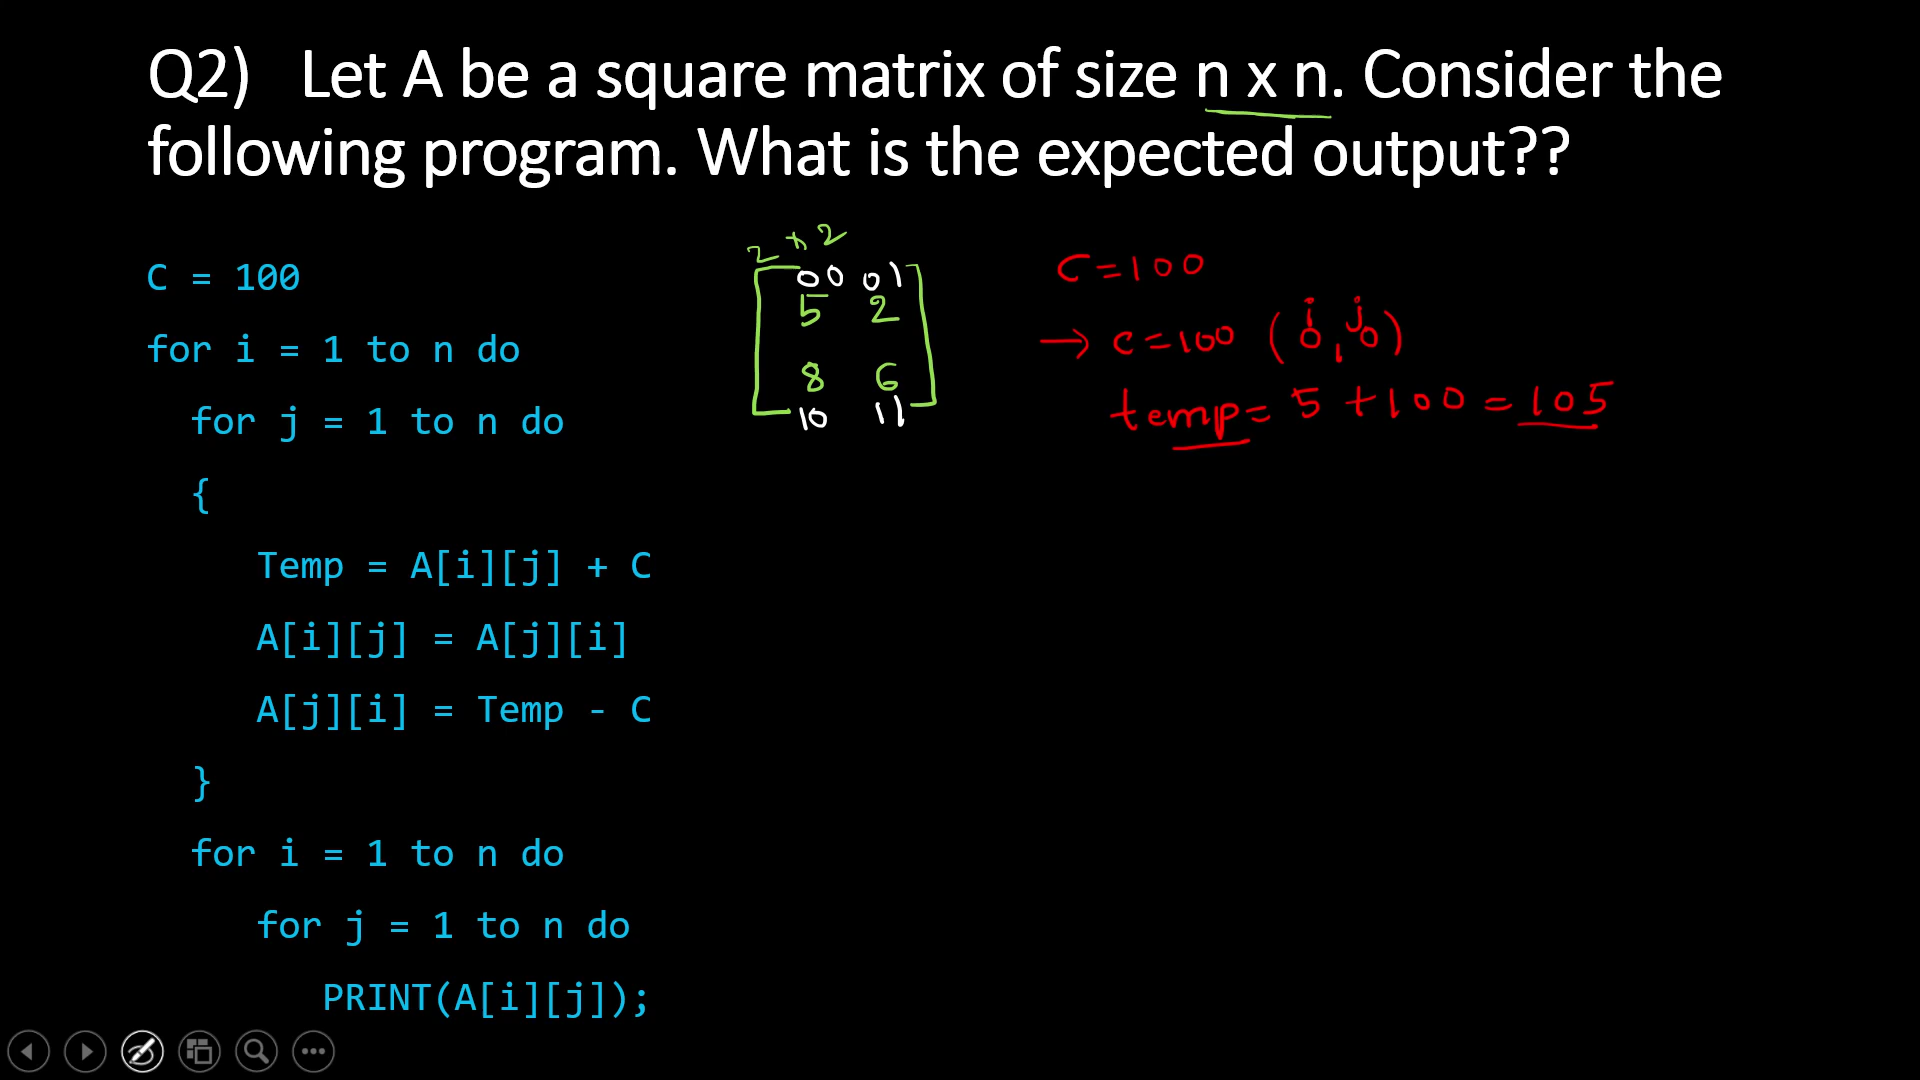 Q2) Let A be a square matrix of size n x n. Consider the
following program. What is the expected output??
C = 100
for i = 1 to n do
for j = 1 to n do
{
Temp = A[i][j] + C
A[i][j] = A[j][i]
A[j][i] = Temp - C
}
for i = 1 to n do
for j = 1 to n do
PRINT(A[i][j]);
2 x 2
00 01
5 2
8 6
10 11
C = 100
→ c = 100 (0, 0)
i j
temp = 5 + 100 = 105